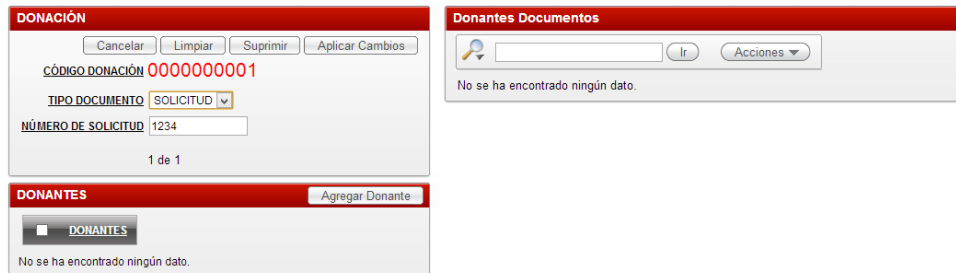 DONACIÓN
Cancelar Limpiar Suprimir Aplicar Cambios
CÓDIGO DONACIÓN 0000000001
TIPO DOCUMENTO SOLICITUD
NÚMERO DE SOLICITUD 1234
1 de 1
DONANTES Agregar Donante
DONANTES
No se ha encontrado ningún dato.
Donantes Documentos
Ir Acciones
No se ha encontrado ningún dato.